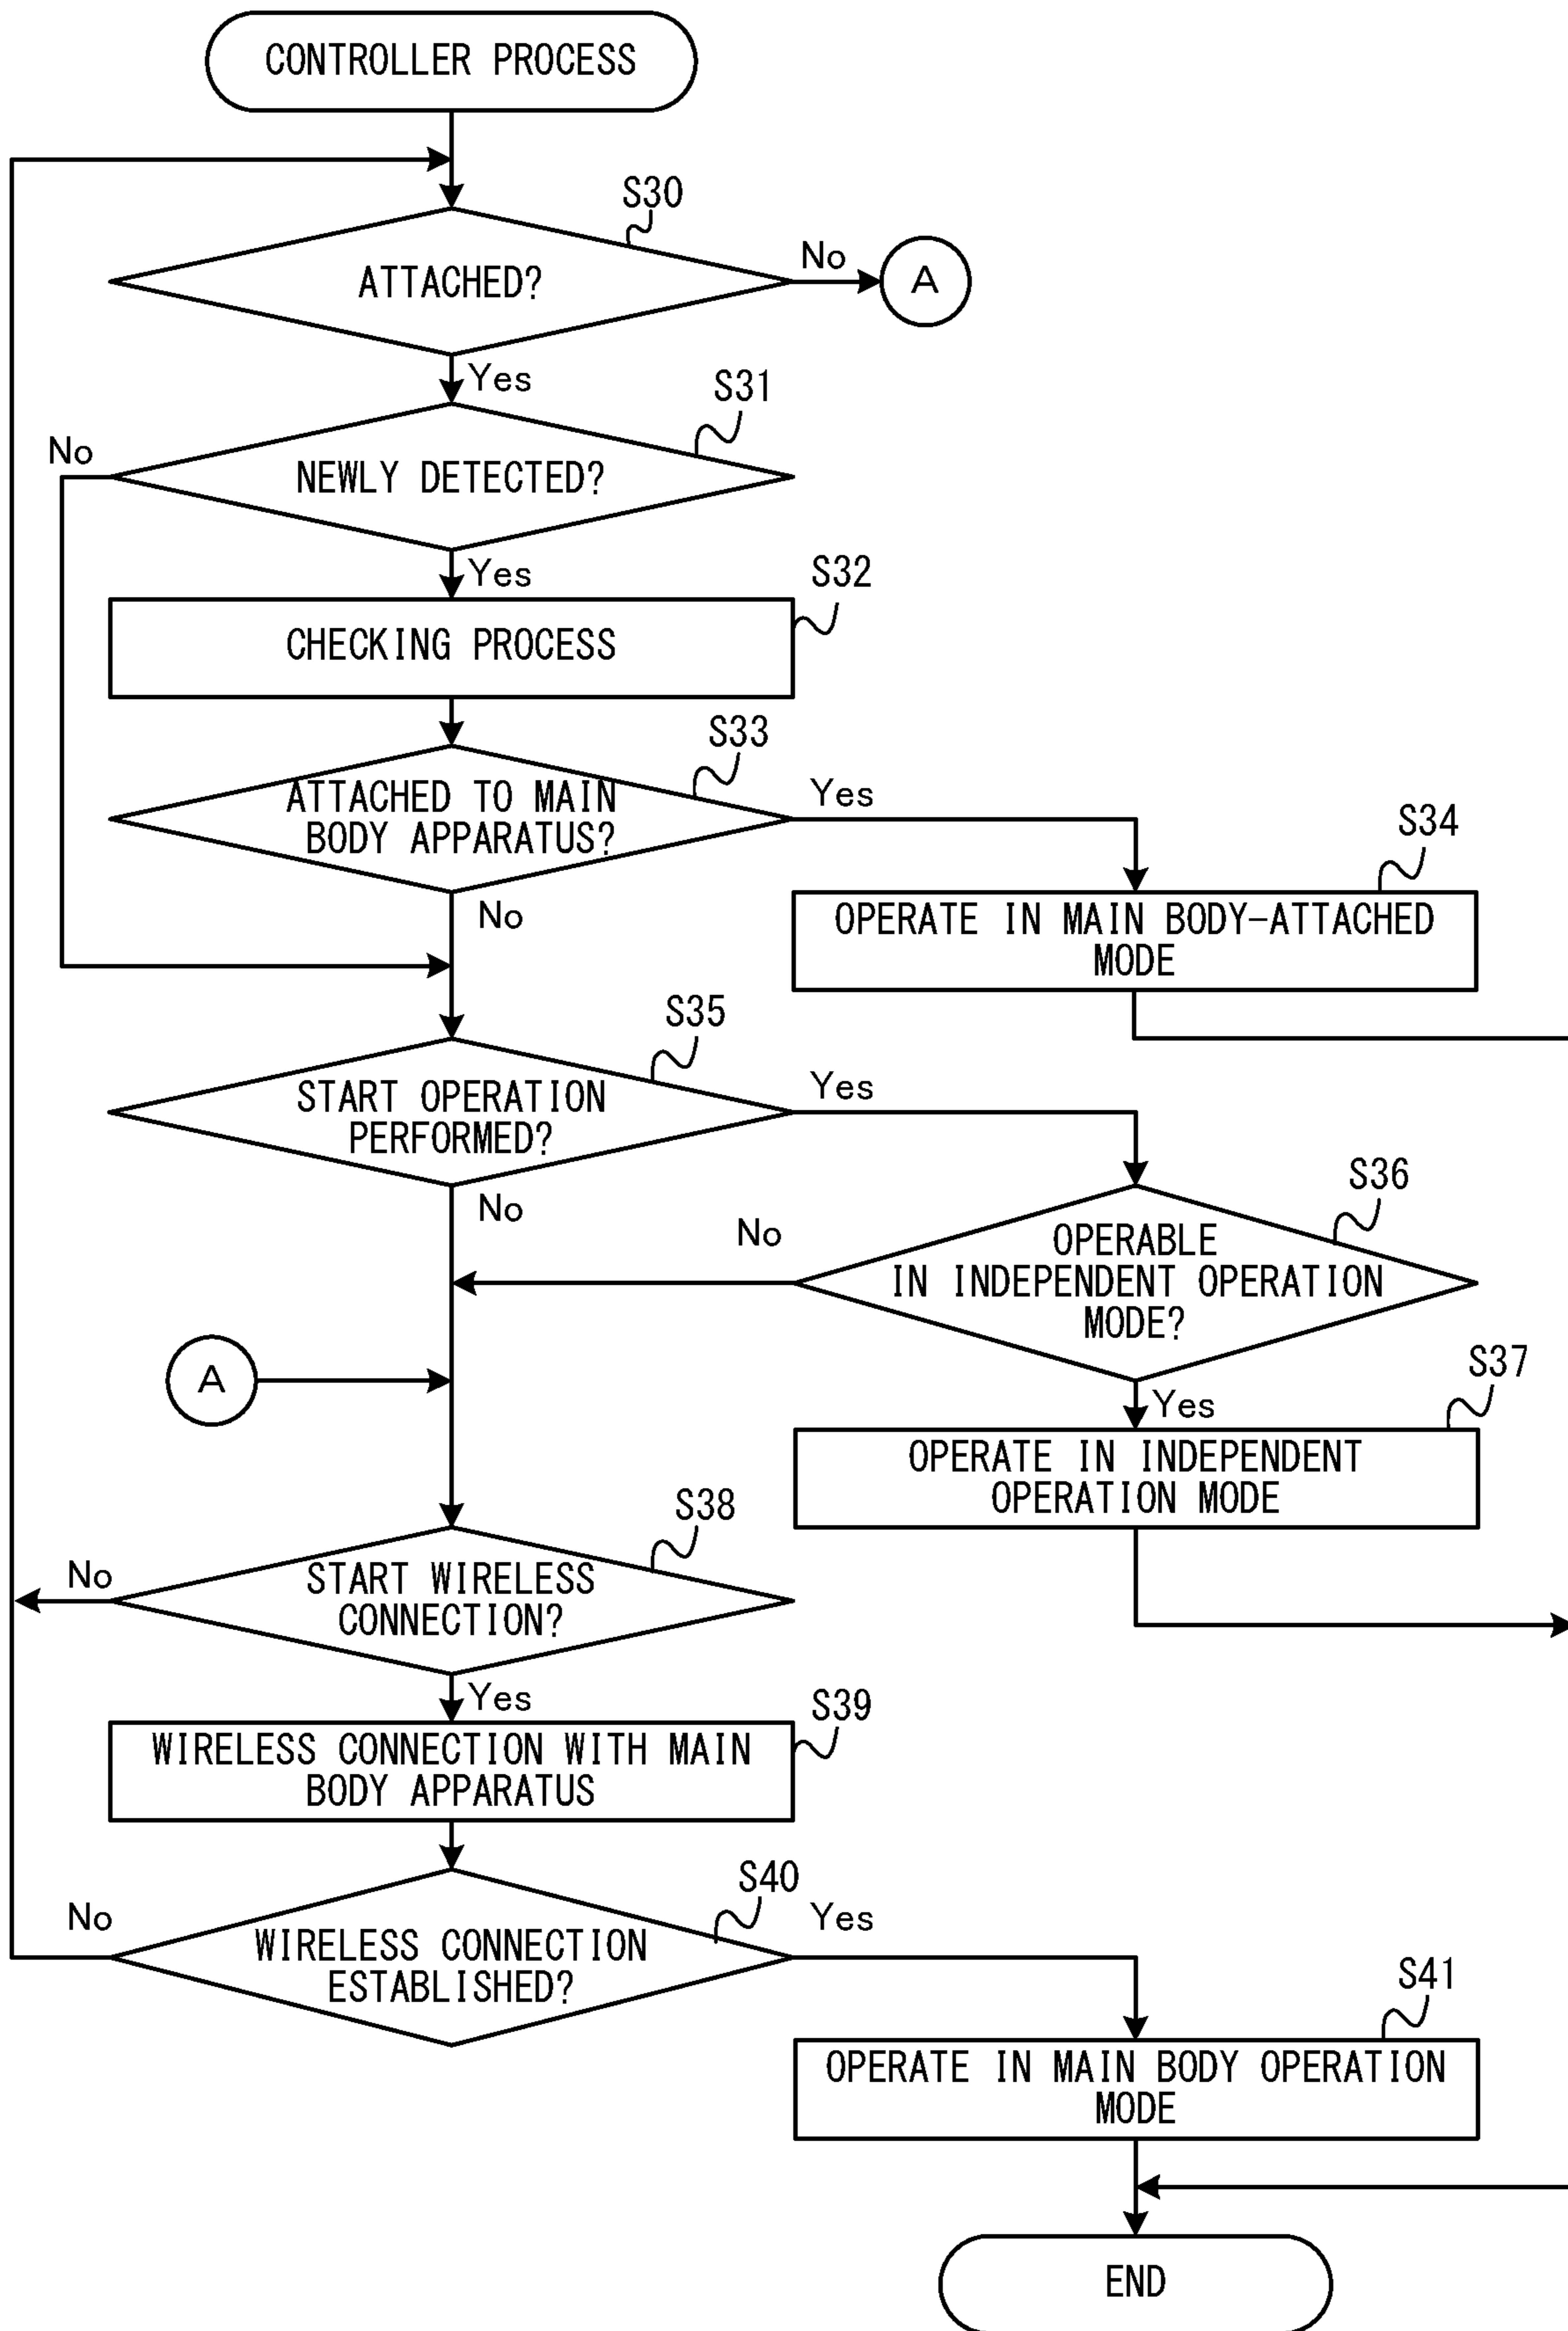 CONTROLLER PROCESS
S30
ATTACHED?
No
A
Yes
S31
No
NEWLY DETECTED?
Yes
S32
CHECKING PROCESS
S33
ATTACHED TO MAIN
BODY APPARATUS?
Yes
No
S34
OPERATE IN MAIN BODY-ATTACHED
MODE
S35
START OPERATION
PERFORMED?
Yes
No
S36
No
OPERABLE
IN INDEPENDENT OPERATION
MODE?
A
Yes
S37
OPERATE IN INDEPENDENT
OPERATION MODE
S38
No
START WIRELESS
CONNECTION?
Yes
S39
WIRELESS CONNECTION WITH MAIN
BODY APPARATUS
S40
No
Yes
WIRELESS CONNECTION
ESTABLISHED?
S41
OPERATE IN MAIN BODY OPERATION
MODE
END